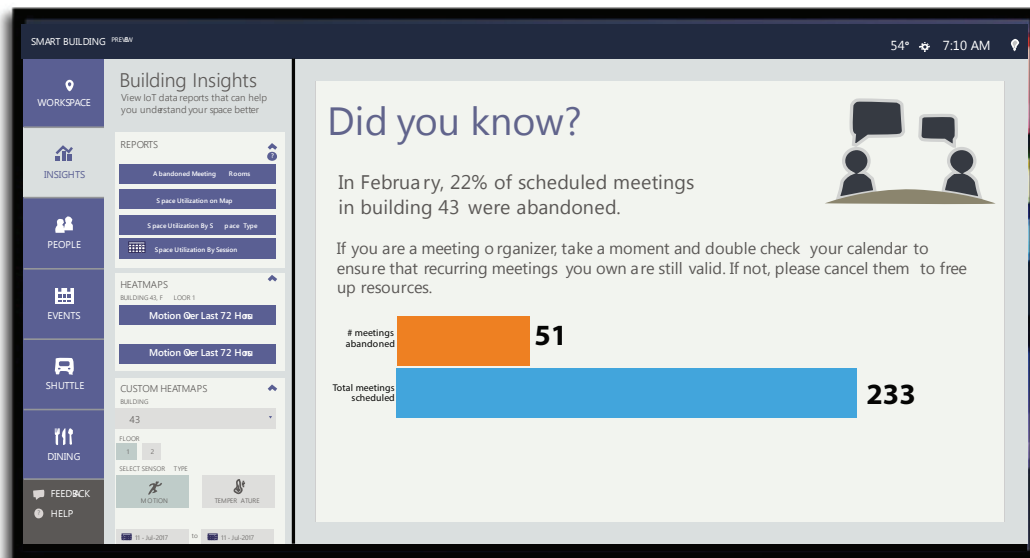 SMART BUILDING PREVIEW
54° 7:10 AM
WORKSPACE
INSIGHTS
PEOPLE
EVENTS
SHUTTLE
DINING
FEEDBACK
? HELP
Building Insights
View IoT data reports that can help
you understand your space better
REPORTS
?
Abandoned Meeting Rooms
Space Utilization on Map
Space Utilization By Space Type
Space Utilization By Session
HEATMAPS
BUILDING 43, FLOOR 1
Motion Over Last 72 Hours
Motion Over Last 72 Hours
CUSTOM HEATMAPS
BUILDING
43
FLOOR
1 2
SELECT SENSOR TYPE
MOTION TEMPERATURE
11-Jul-2017 to 11-Jul-2017
Did you know?
In February, 22% of scheduled meetings
in building 43 were abandoned.
If you are a meeting organizer, take a moment and double check your calendar to
ensure that recurring meetings you own are still valid. If not, please cancel them to free
up resources.
# meetings
abandoned
51
Total meetings
scheduled
233